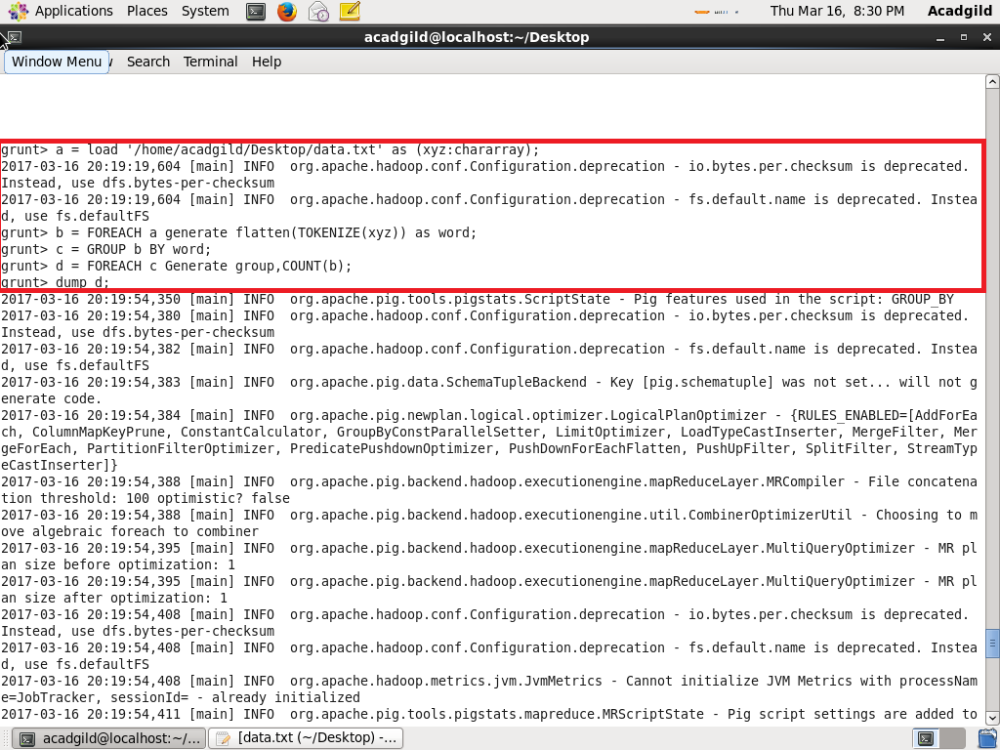 Applications Places System Thu Mar 16, 8:30 PM Acadgild
acadgild@localhost:~/Desktop
Window Menu Search Terminal Help
grunt> a = load '/home/acadgild/Desktop/data.txt' as (xyz:chararray);
2017-03-16 20:19:19,604 [main] INFO  org.apache.hadoop.conf.Configuration.deprecation - io.bytes.per.checksum is deprecated.
Instead, use dfs.bytes-per-checksum
2017-03-16 20:19:19,604 [main] INFO  org.apache.hadoop.conf.Configuration.deprecation - fs.default.name is deprecated. Instea
d, use fs.defaultFS
grunt> b = FOREACH a generate flatten(TOKENIZE(xyz)) as word;
grunt> c = GROUP b BY word;
grunt> d = FOREACH c Generate group,COUNT(b);
grunt> dump d;
2017-03-16 20:19:54,350 [main] INFO  org.apache.pig.tools.pigstats.ScriptState - Pig features used in the script: GROUP_BY
2017-03-16 20:19:54,380 [main] INFO  org.apache.hadoop.conf.Configuration.deprecation - io.bytes.per.checksum is deprecated.
Instead, use dfs.bytes-per-checksum
2017-03-16 20:19:54,382 [main] INFO  org.apache.hadoop.conf.Configuration.deprecation - fs.default.name is deprecated. Instea
d, use fs.defaultFS
2017-03-16 20:19:54,383 [main] INFO  org.apache.pig.data.SchemaTupleBackend - Key [pig.schematuple] was not set... will not g
enerate code.
2017-03-16 20:19:54,384 [main] INFO  org.apache.pig.newplan.logical.optimizer.LogicalPlanOptimizer - {RULES_ENABLED=[AddForEa
ch, ColumnMapKeyPrune, ConstantCalculator, GroupByConstParallelSetter, LimitOptimizer, LoadTypeCastInserter, MergeFilter, Mer
geForEach, PartitionFilterOptimizer, PredicatePushdownOptimizer, PushDownForEachFlatten, PushUpFilter, SplitFilter, StreamTyp
eCastInserter]}
2017-03-16 20:19:54,388 [main] INFO  org.apache.pig.backend.hadoop.executionengine.mapReduceLayer.MRCompiler - File concatena
tion threshold: 100 optimistic? false
2017-03-16 20:19:54,388 [main] INFO  org.apache.pig.backend.hadoop.executionengine.util.CombinerOptimizerUtil - Choosing to m
ove algebraic foreach to combiner
2017-03-16 20:19:54,395 [main] INFO  org.apache.pig.backend.hadoop.executionengine.mapReduceLayer.MultiQueryOptimizer - MR pl
an size before optimization: 1
2017-03-16 20:19:54,395 [main] INFO  org.apache.pig.backend.hadoop.executionengine.mapReduceLayer.MultiQueryOptimizer - MR pl
an size after optimization: 1
2017-03-16 20:19:54,408 [main] INFO  org.apache.hadoop.conf.Configuration.deprecation - io.bytes.per.checksum is deprecated.
Instead, use dfs.bytes-per-checksum
2017-03-16 20:19:54,408 [main] INFO  org.apache.hadoop.conf.Configuration.deprecation - fs.default.name is deprecated. Instea
d, use fs.defaultFS
2017-03-16 20:19:54,408 [main] INFO  org.apache.hadoop.metrics.jvm.JvmMetrics - Cannot initialize JVM Metrics with processNam
e=JobTracker, sessionId= - already initialized
2017-03-16 20:19:54,411 [main] INFO  org.apache.pig.tools.pigstats.mapreduce.MRScriptState - Pig script settings are added to
acadgild@localhost:~/... [data.txt (~/Desktop) -...